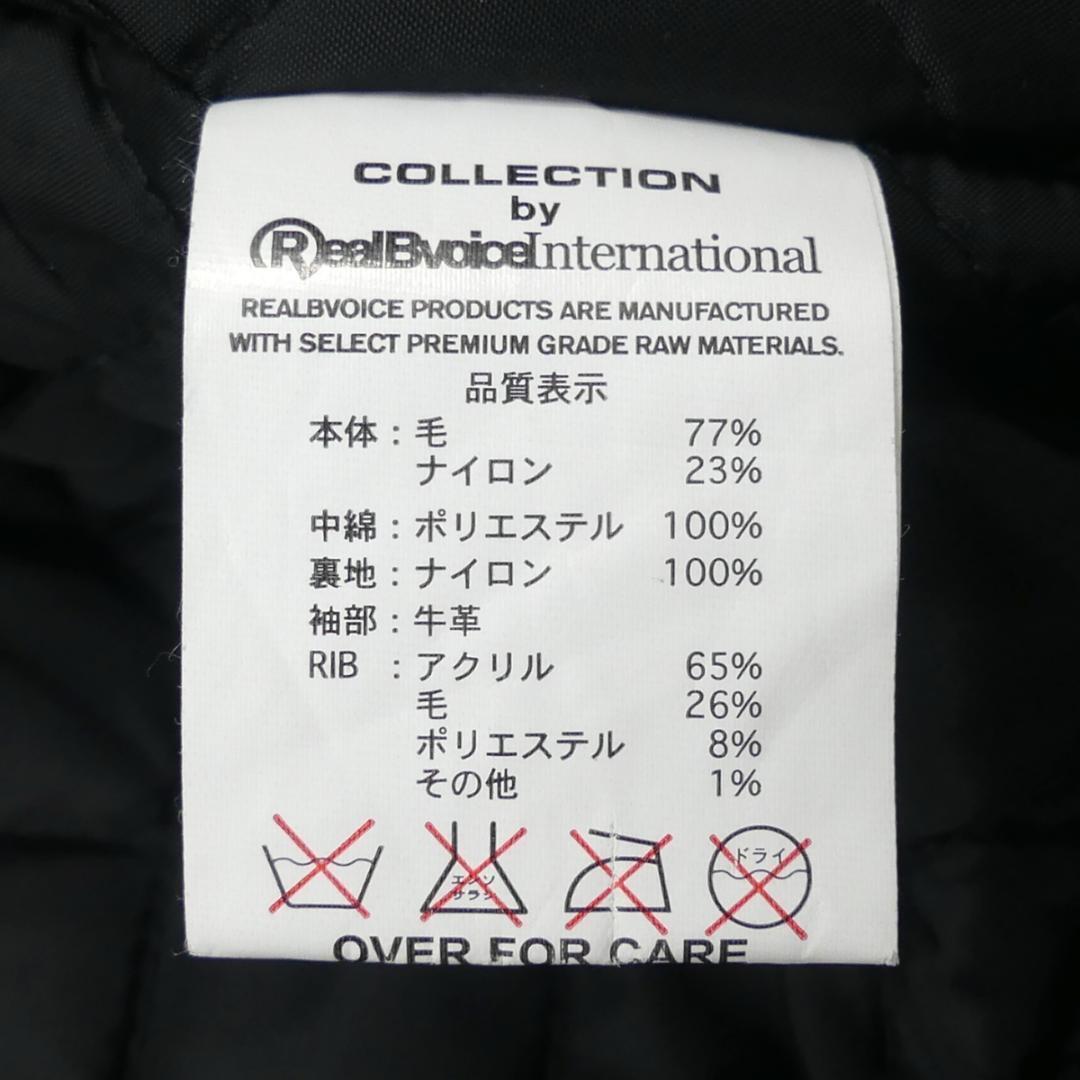 COLLECTION
by
RealBvoice International
REALBVOICE PRODUCTS ARE MANUFACTURED
WITH SELECT PREMIUM GRADE RAW MATERIALS.
品質表示
本体：毛 77%
ナイロン 23%
中綿：ポリエステル 100%
裏地：ナイロン 100%
袖部：牛革
RIB ：アクリル 65%
毛 26%
ポリエステル 8%
その他 1%
エンソ サラシ ドライ
OVER FOR CARE